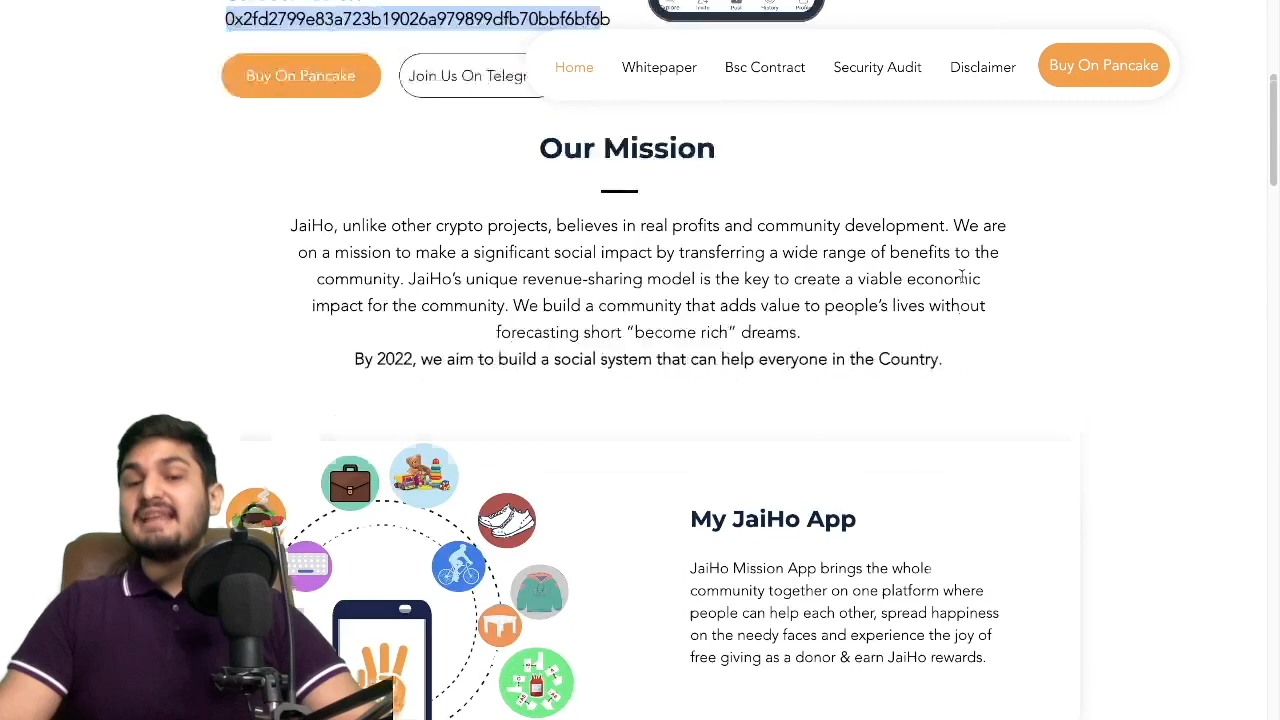 0x2fd2799e83a723b19026a979899dfb70bbf6bf6b
Buy On Pancake
Join Us On Telegr
Home
Whitepaper
Bsc Contract
Security Audit
Disclaimer
Buy On Pancake
Our Mission
JaiHo, unlike other crypto projects, believes in real profits and community development. We are
on a mission to make a significant social impact by transferring a wide range of benefits to the
community. JaiHo’s unique revenue-sharing model is the key to create a viable economic
impact for the community. We build a community that adds value to people’s lives without
forecasting short “become rich” dreams.
By 2022, we aim to build a social system that can help everyone in the Country.
My JaiHo App
JaiHo Mission App brings the whole
community together on one platform where
people can help each other, spread happiness
on the needy faces and experience the joy of
free giving as a donor & earn JaiHo rewards.